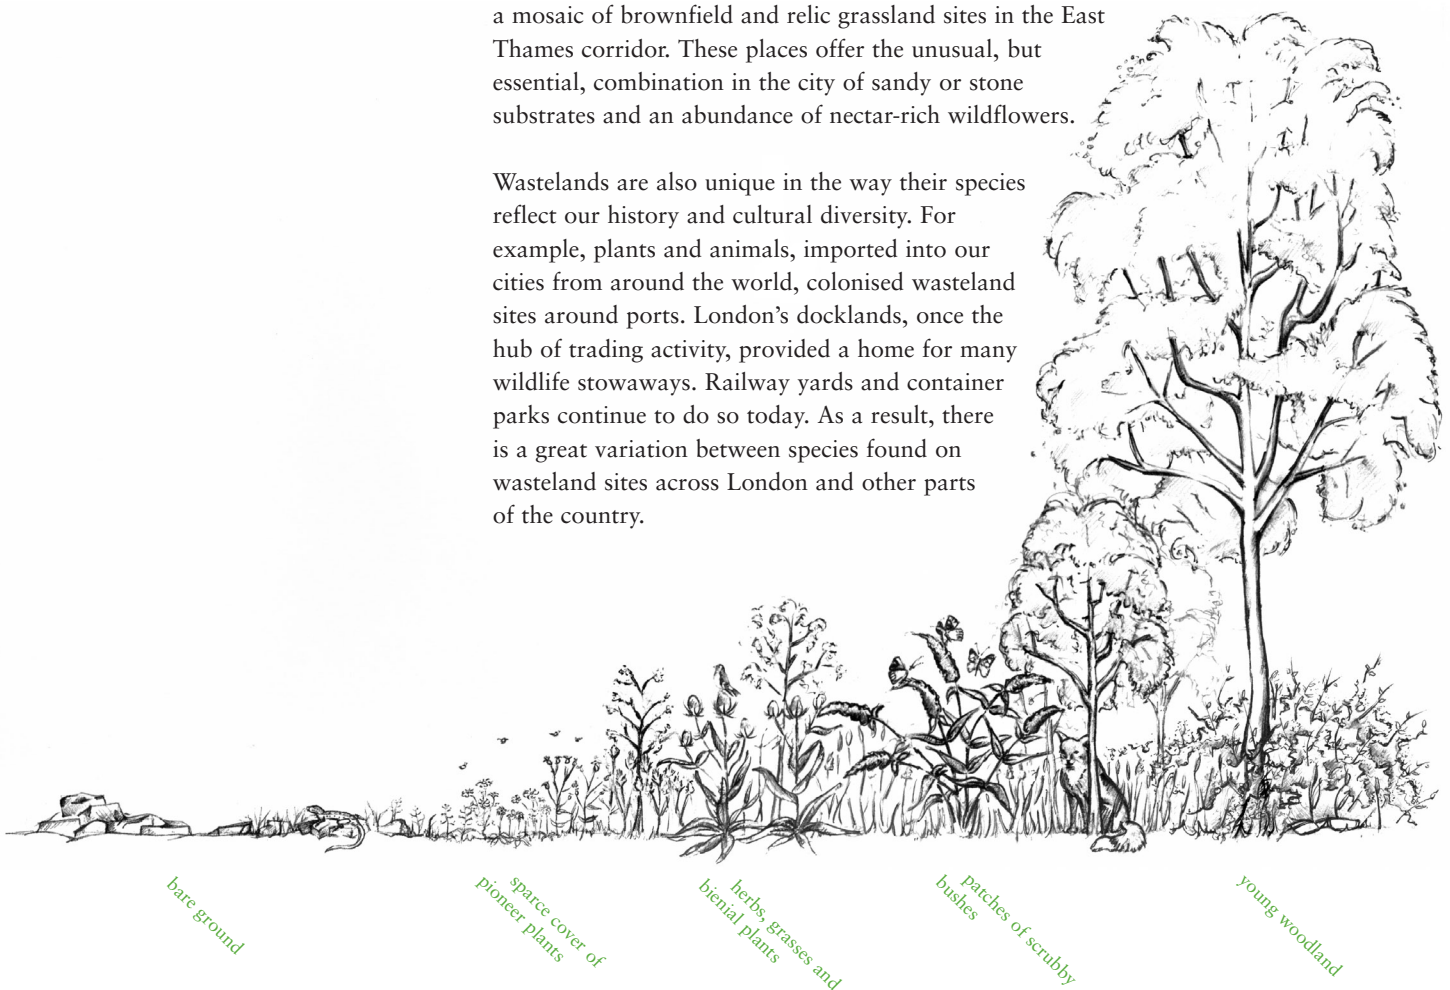 a mosaic of brownfield and relic grassland sites in the East
Thames corridor. These places offer the unusual, but
essential, combination in the city of sandy or stone
substrates and an abundance of nectar-rich wildflowers.
Wastelands are also unique in the way their species
reflect our history and cultural diversity. For
example, plants and animals, imported into our
cities from around the world, colonised wasteland
sites around ports. London’s docklands, once the
hub of trading activity, provided a home for many
wildlife stowaways. Railway yards and container
parks continue to do so today. As a result, there
is a great variation between species found on
wasteland sites across London and other parts
of the country.
bare ground
sparce cover of
pioneer plants
herbs, grasses and
bienial plants
patches of scrubby
bushes
young woodland